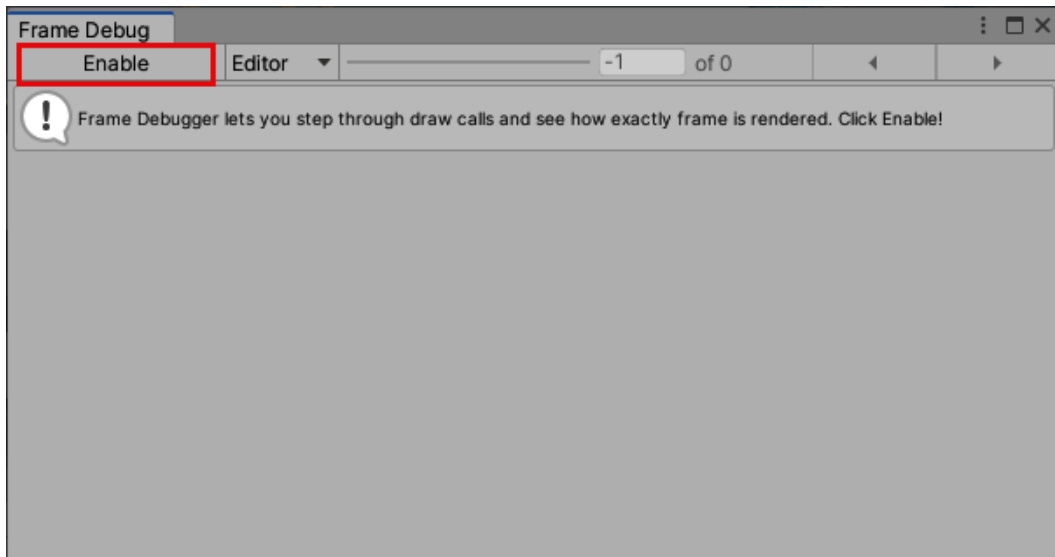 Frame Debug
Enable Editor -1 of 0
Frame Debugger lets you step through draw calls and see how exactly frame is rendered. Click Enable!